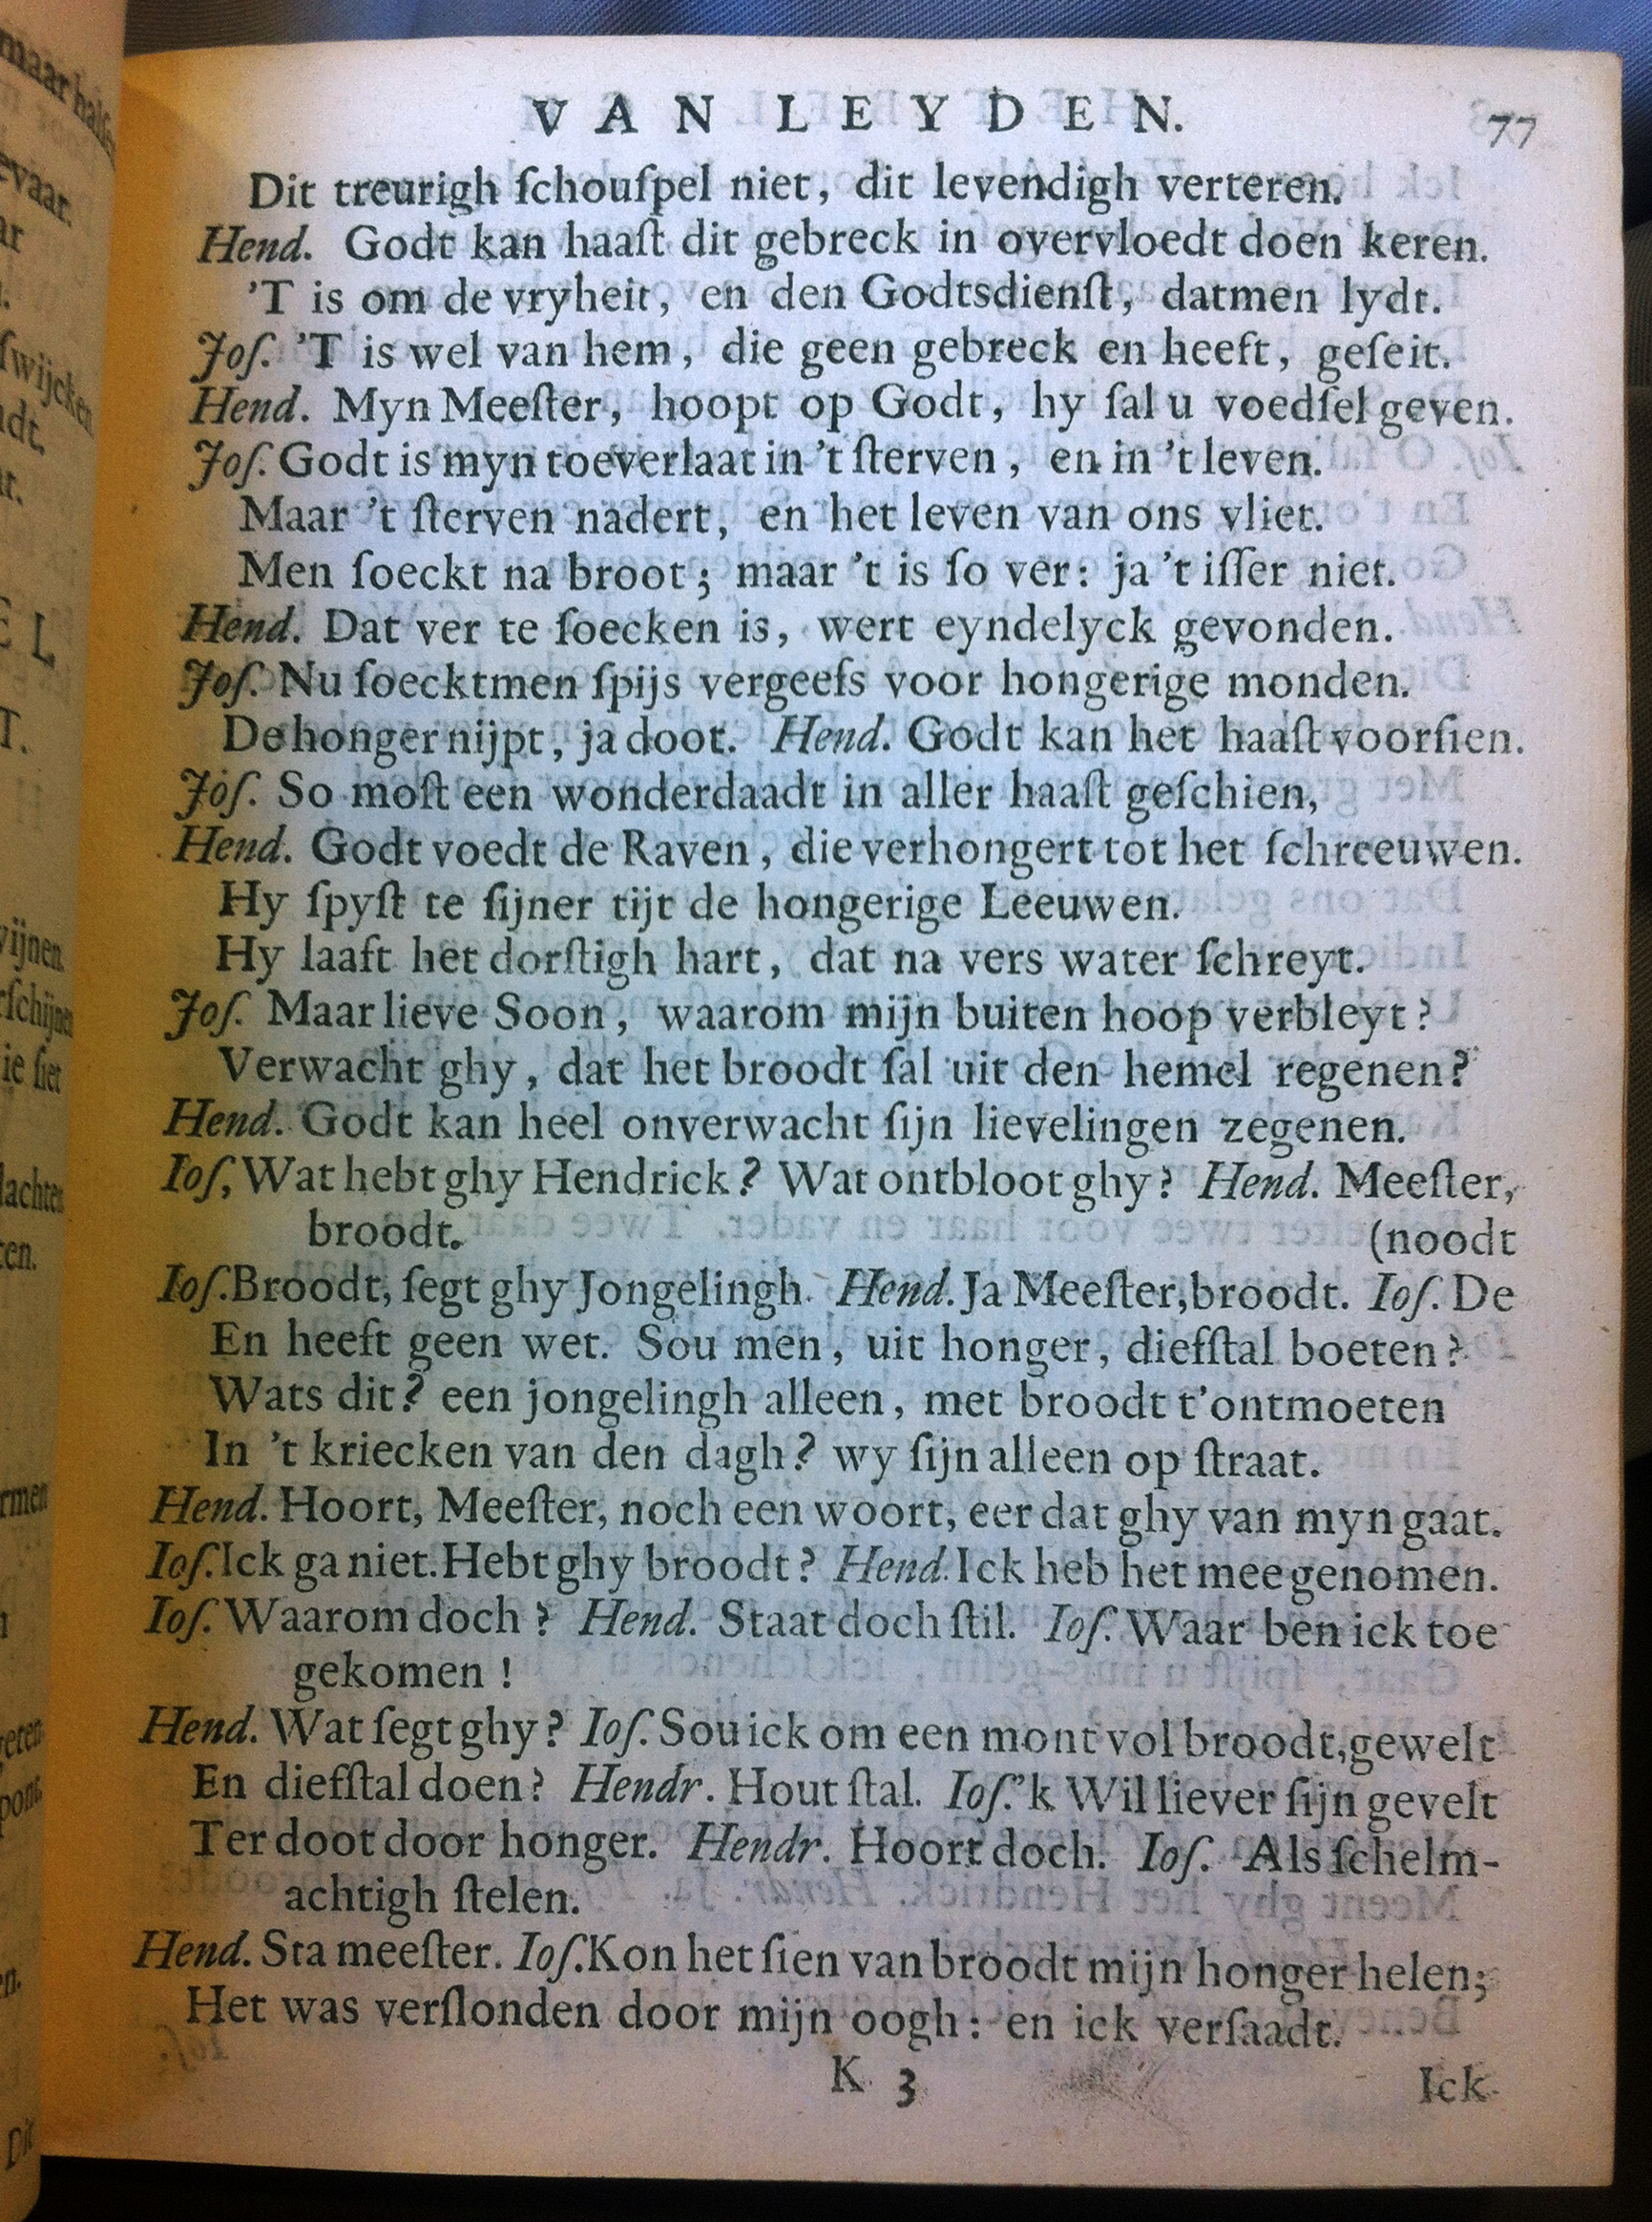 VAN LEYDEN. 77
Dit treurigh ſchouſpel niet, dit levendigh verteren.
Hend. Godt kan haaſt dit gebreck in overvloedt doen keren.
'T is om de vryheit, en den Godtsdienſt, datmen lydt.
Joſ. 'T is wel van hem, die geen gebreck en heeft, geſeit.
Hend. Myn Meeſter, hoopt op Godt, hy ſal u voedſel geven.
Joſ. Godt is myn toeverlaat in 't ſterven, en in 't leven.
Maar 't ſterven nadert, en het leven van ons vliet.
Men ſoeckt na broot; maar 't is ſo ver: ja 't iſſer niet.
Hend. Dat ver te ſoecken is, wert eyndelyck gevonden.
Joſ. Nu ſoecktmen ſpijs vergeefs voor hongerige monden.
De honger nijpt, ja doot. Hend. Godt kan het haaſt voorſien.
Joſ. So moſt een wonderdaadt in aller haaſt geſchien,
Hend. Godt voedt de Raven, die verhongert tot het ſchreeuwen.
Hy ſpyſt te ſijner tijt de hongerige Leeuwen.
Hy laaft het dorſtigh hart, dat na vers water ſchreyt.
Joſ. Maar lieve Soon, waarom mijn buiten hoop verbleyt?
Verwacht ghy, dat het broodt ſal uit den hemel regenen?
Hend. Godt kan heel onverwacht ſijn lievelingen zegenen.
Ioſ, Wat hebt ghy Hendrick? Wat ontbloot ghy? Hend. Meeſter,
broodt. (noodt
Ioſ. Broodt, ſegt ghy Jongelingh. Hend. Ja Meeſter, broodt. Ioſ. De
En heeft geen wet. Sou men, uit honger, diefſtal boeten?
Wats dit? een jongelingh alleen, met broodt t'ontmoeten
In 't kriecken van den dagh? wy ſijn alleen op ſtraat.
Hend. Hoort, Meeſter, noch een woort, eer dat ghy van myn gaat.
Ioſ. Ick ga niet. Hebt ghy broodt? Hend. Ick heb het mee genomen.
Ioſ. Waarom doch? Hend. Staat doch ſtil. Ioſ. Waar ben ick toe
gekomen!
Hend. Wat ſegt ghy? Ioſ. Sou ick om een mont vol broodt, gewelt
En diefſtal doen? Hendr. Hout ſtal. Ioſ. 'k Wil liever ſijn gevelt
Ter doot door honger. Hendr. Hoort doch. Ioſ. Als ſchelm-
achtigh ſtelen.
Hend. Sta meeſter. Ioſ. Kon het ſien van broodt mijn honger helen;
Het was verſlonden door mijn oogh: en ick verſaadt.
K 3 Ick